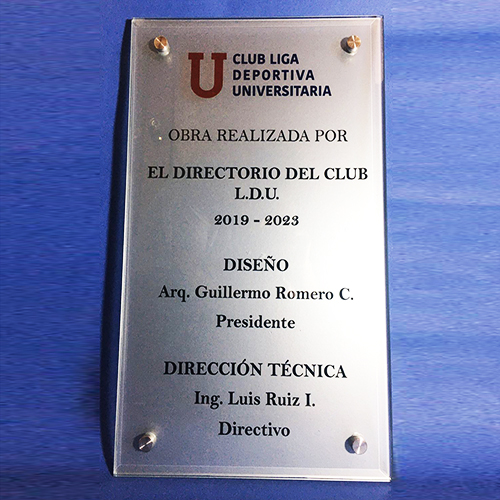 U CLUB LIGA
DEPORTIVA
UNIVERSITARIA
OBRA REALIZADA POR
EL DIRECTORIO DEL CLUB
L.D.U.
2019 - 2023
DISEÑO
Arq. Guillermo Romero C.
Presidente
DIRECCIÓN TÉCNICA
Ing. Luis Ruiz I.
Directivo